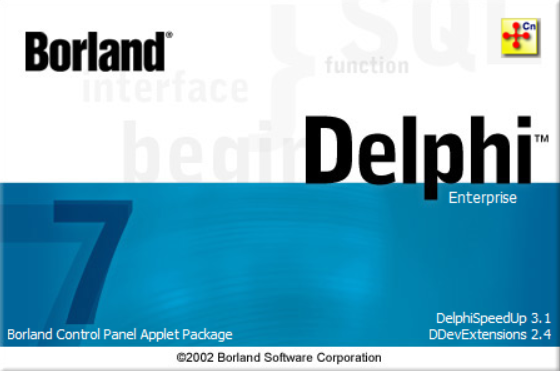 Borland®
Cn
SQL
function
interface
}
begin
Delphi™
Enterprise
7
7
DelphiSpeedUp 3.1
Borland Control Panel Applet Package
DDevExtensions 2.4
©2002 Borland Software Corporation